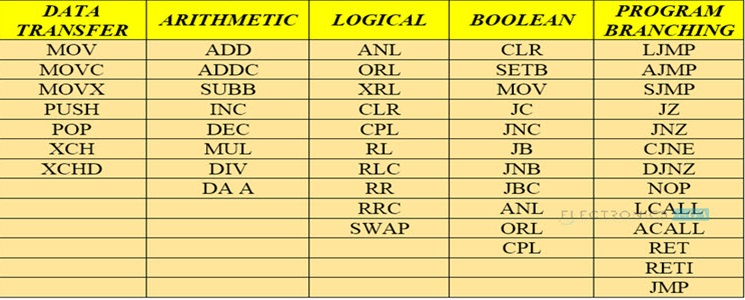 DATA TRANSFER ARITHMETIC LOGICAL BOOLEAN PROGRAM BRANCHING
MOV ADD ANL CLR LJMP
MOVC ADDC ORL SETB AJMP
MOVX SUBB XRL MOV SJMP
PUSH INC CLR JC JZ
POP DEC CPL JNC JNZ
XCH MUL RL JB CJNE
XCHD DIV RLC JNB DJNZ
DA A RR JBC NOP
RRC ANL LCALL
SWAP ORL ACALL
CPL RET
RETI
JMP